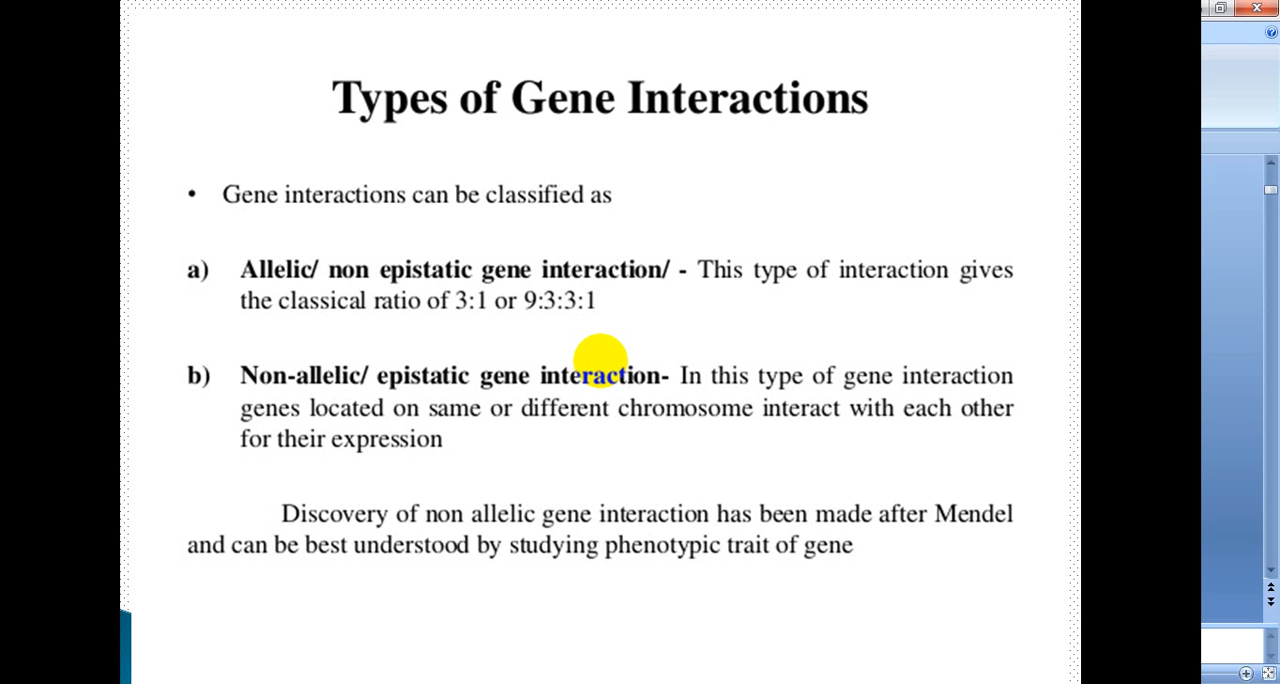 Types of Gene Interactions
• Gene interactions can be classified as
a) Allelic/ non epistatic gene interaction/ - This type of interaction gives
the classical ratio of 3:1 or 9:3:3:1
b) Non-allelic/ epistatic gene interaction- In this type of gene interaction
genes located on same or different chromosome interact with each other
for their expression
Discovery of non allelic gene interaction has been made after Mendel
and can be best understood by studying phenotypic trait of gene